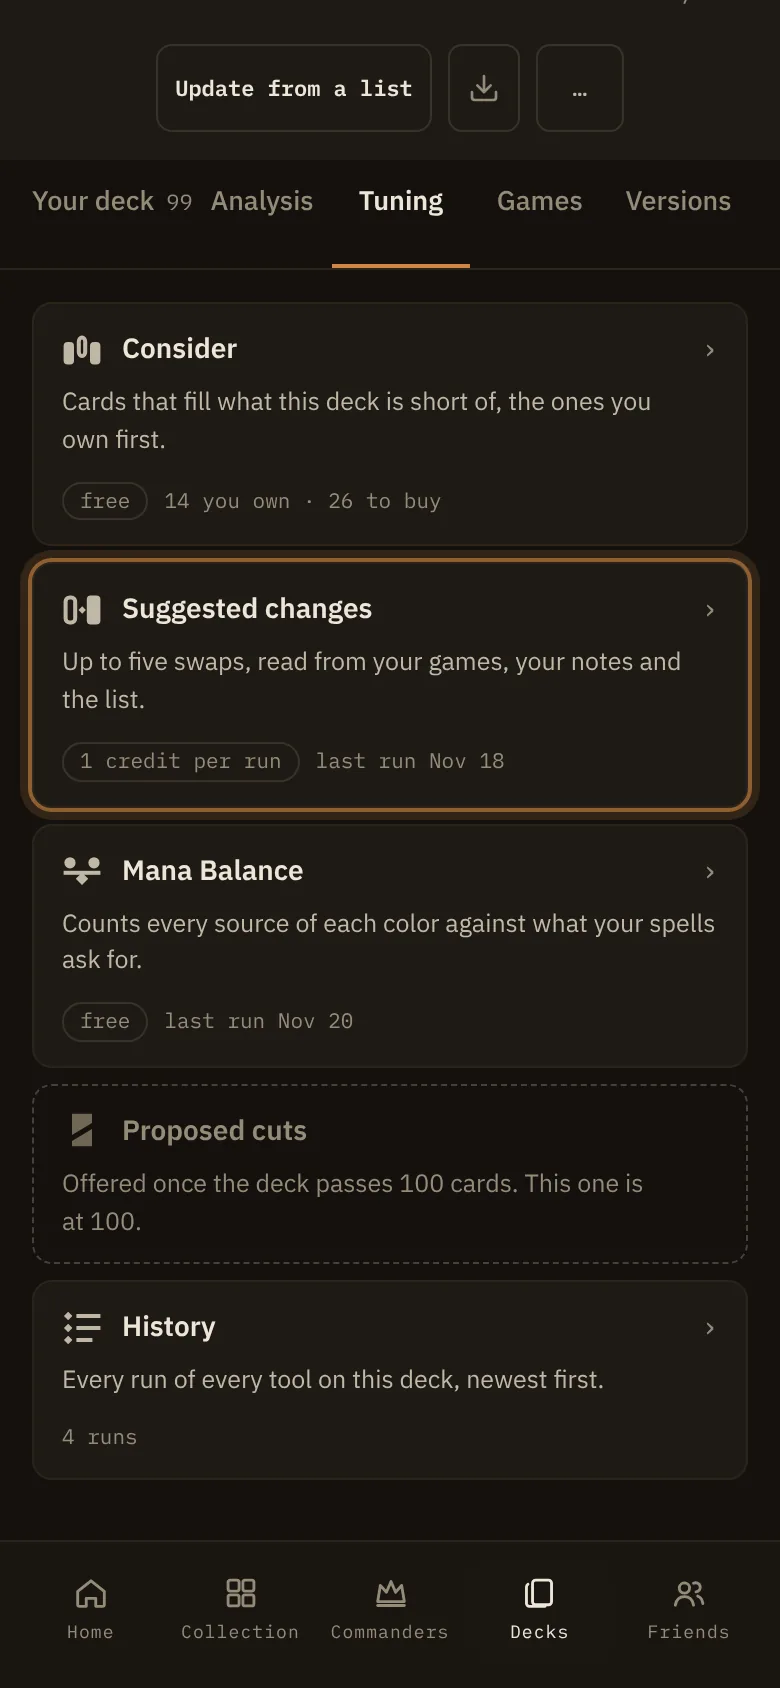 Update from a list
…
Your deck 99 Analysis Tuning Games Versions
Consider
Cards that fill what this deck is short of, the ones you
own first.
free 14 you own · 26 to buy
Suggested changes
Up to five swaps, read from your games, your notes and
the list.
1 credit per run last run Nov 18
Mana Balance
Counts every source of each color against what your spells
ask for.
free last run Nov 20
Proposed cuts
Offered once the deck passes 100 cards. This one is
at 100.
History
Every run of every tool on this deck, newest first.
4 runs
Home Collection Commanders Decks Friends